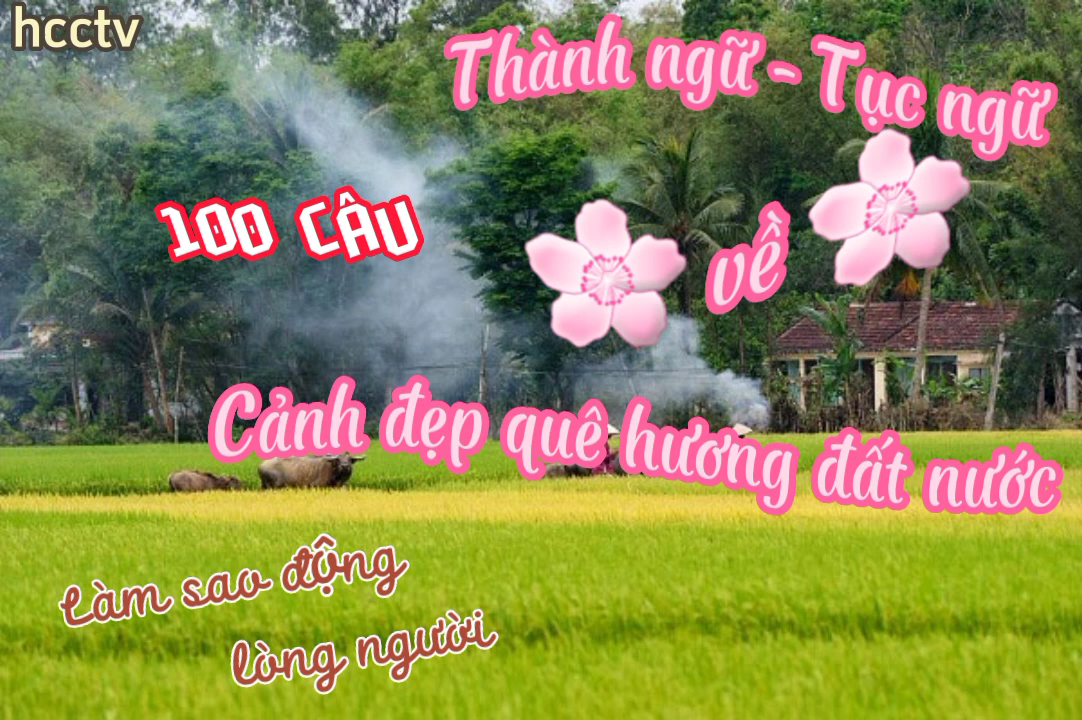 hcctv
Thành ngữ - Tục ngữ
100 CÂU
về
Cảnh đẹp quê hương đất nước
Làm sao động
lòng người